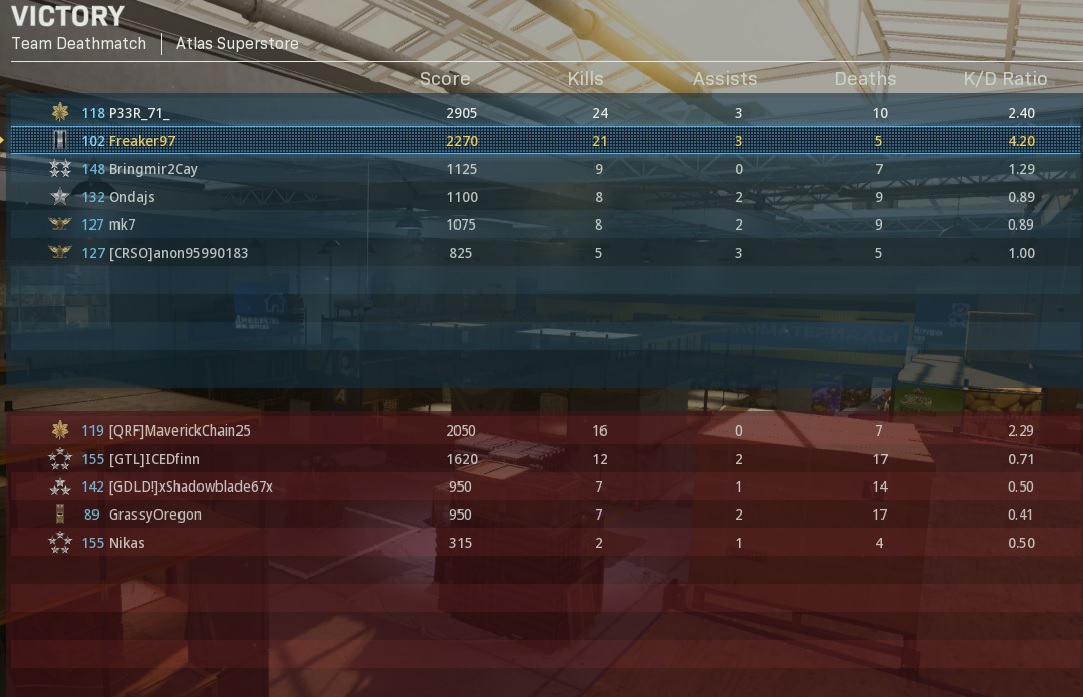 VICTORY
Team Deathmatch | Atlas Superstore
Score Kills Assists Deaths K/D Ratio
118 P33R_71_ 2905 24 3 10 2.40
102 Freaker97 2270 21 3 5 4.20
148 Bringmir2Cay 1125 9 0 7 1.29
132 Ondajs 1100 8 2 9 0.89
127 mk7 1075 8 2 9 0.89
127 [CRSO]anon95990183 825 5 3 5 1.00
119 [QRF]MaverickChain25 2050 16 0 7 2.29
155 [GTL]ICEDfinn 1620 12 2 17 0.71
142 [GDLD!]xShadowblade67x 950 7 1 14 0.50
89 GrassyOregon 950 7 2 17 0.41
155 Nikas 315 2 1 4 0.50